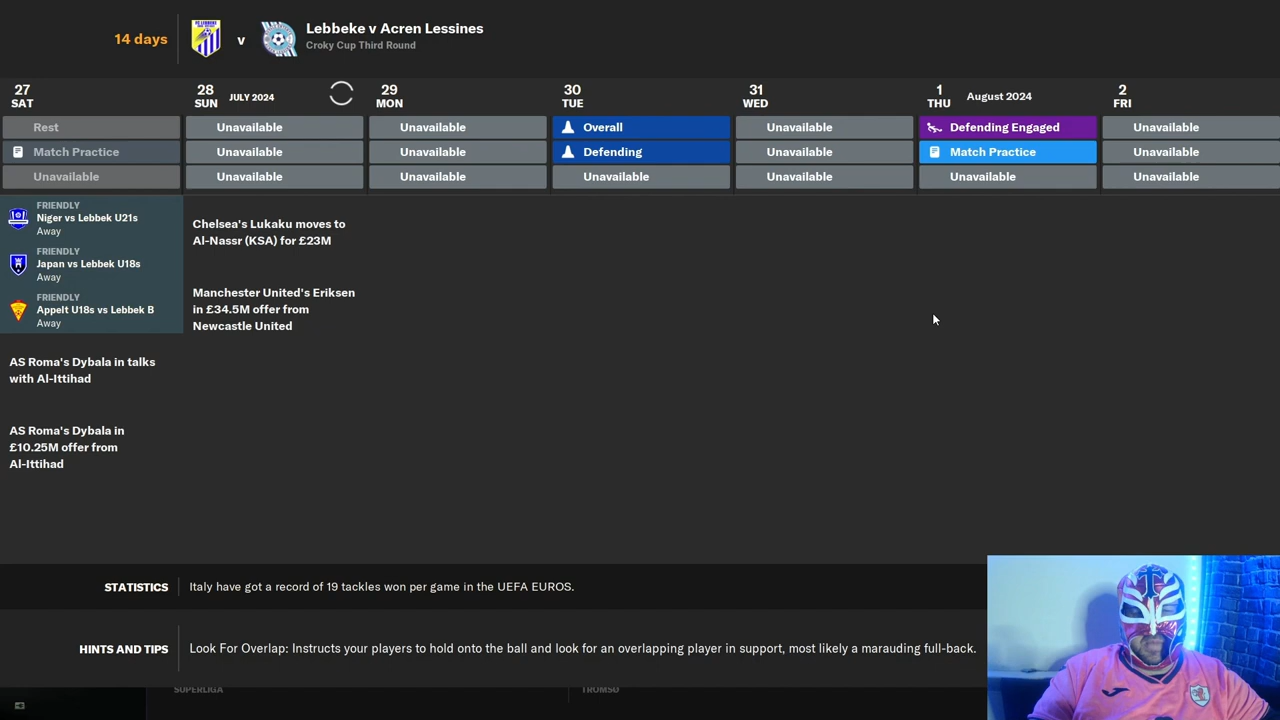 14 days
v
Lebbeke v Acren Lessines
Croky Cup Third Round
27
SAT
28
SUN
JULY 2024
29
MON
30
TUE
31
WED
1
THU
August 2024
2
FRI
Rest
Unavailable
Unavailable
Overall
Unavailable
Defending Engaged
Unavailable
Match Practice
Unavailable
Unavailable
Defending
Unavailable
Match Practice
Unavailable
Unavailable
Unavailable
Unavailable
Unavailable
Unavailable
Unavailable
Unavailable
FRIENDLY
Niger vs Lebbek U21s
Away
FRIENDLY
Japan vs Lebbek U18s
Away
FRIENDLY
Appelt U18s vs Lebbek B
Away
AS Roma's Dybala in talks
with Al-Ittihad
AS Roma's Dybala in
£10.25M offer from
Al-Ittihad
Chelsea's Lukaku moves to
Al-Nassr (KSA) for £23M
Manchester United's Eriksen
in £34.5M offer from
Newcastle United
STATISTICS
Italy have got a record of 19 tackles won per game in the UEFA EUROS.
HINTS AND TIPS
Look For Overlap: Instructs your players to hold onto the ball and look for an overlapping player in support, most likely a marauding full-back.
SUPERLIGA
TROMSØ